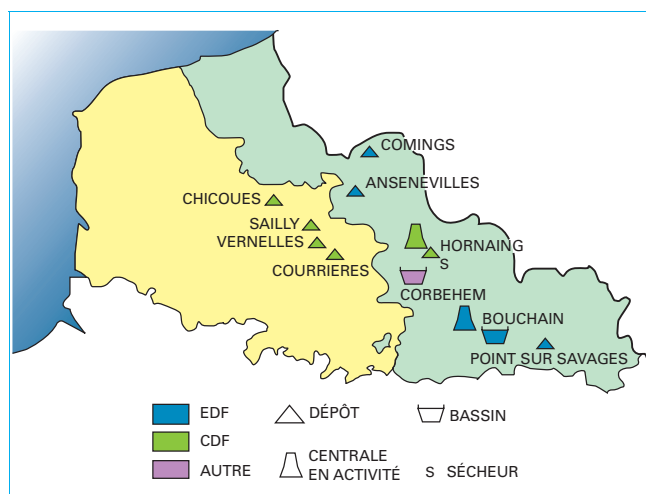 COMINGS
ANSENEVILLES
CHICOUES
SAILLY
VERNELLES
COURRIERES
HORNAING
S
CORBEHEM
BOUCHAIN
POINT SUR SAVAGES
EDF
DÉPÔT
BASSIN
CDF
AUTRE
CENTRALE
EN ACTIVITÉ
S SÉCHEUR